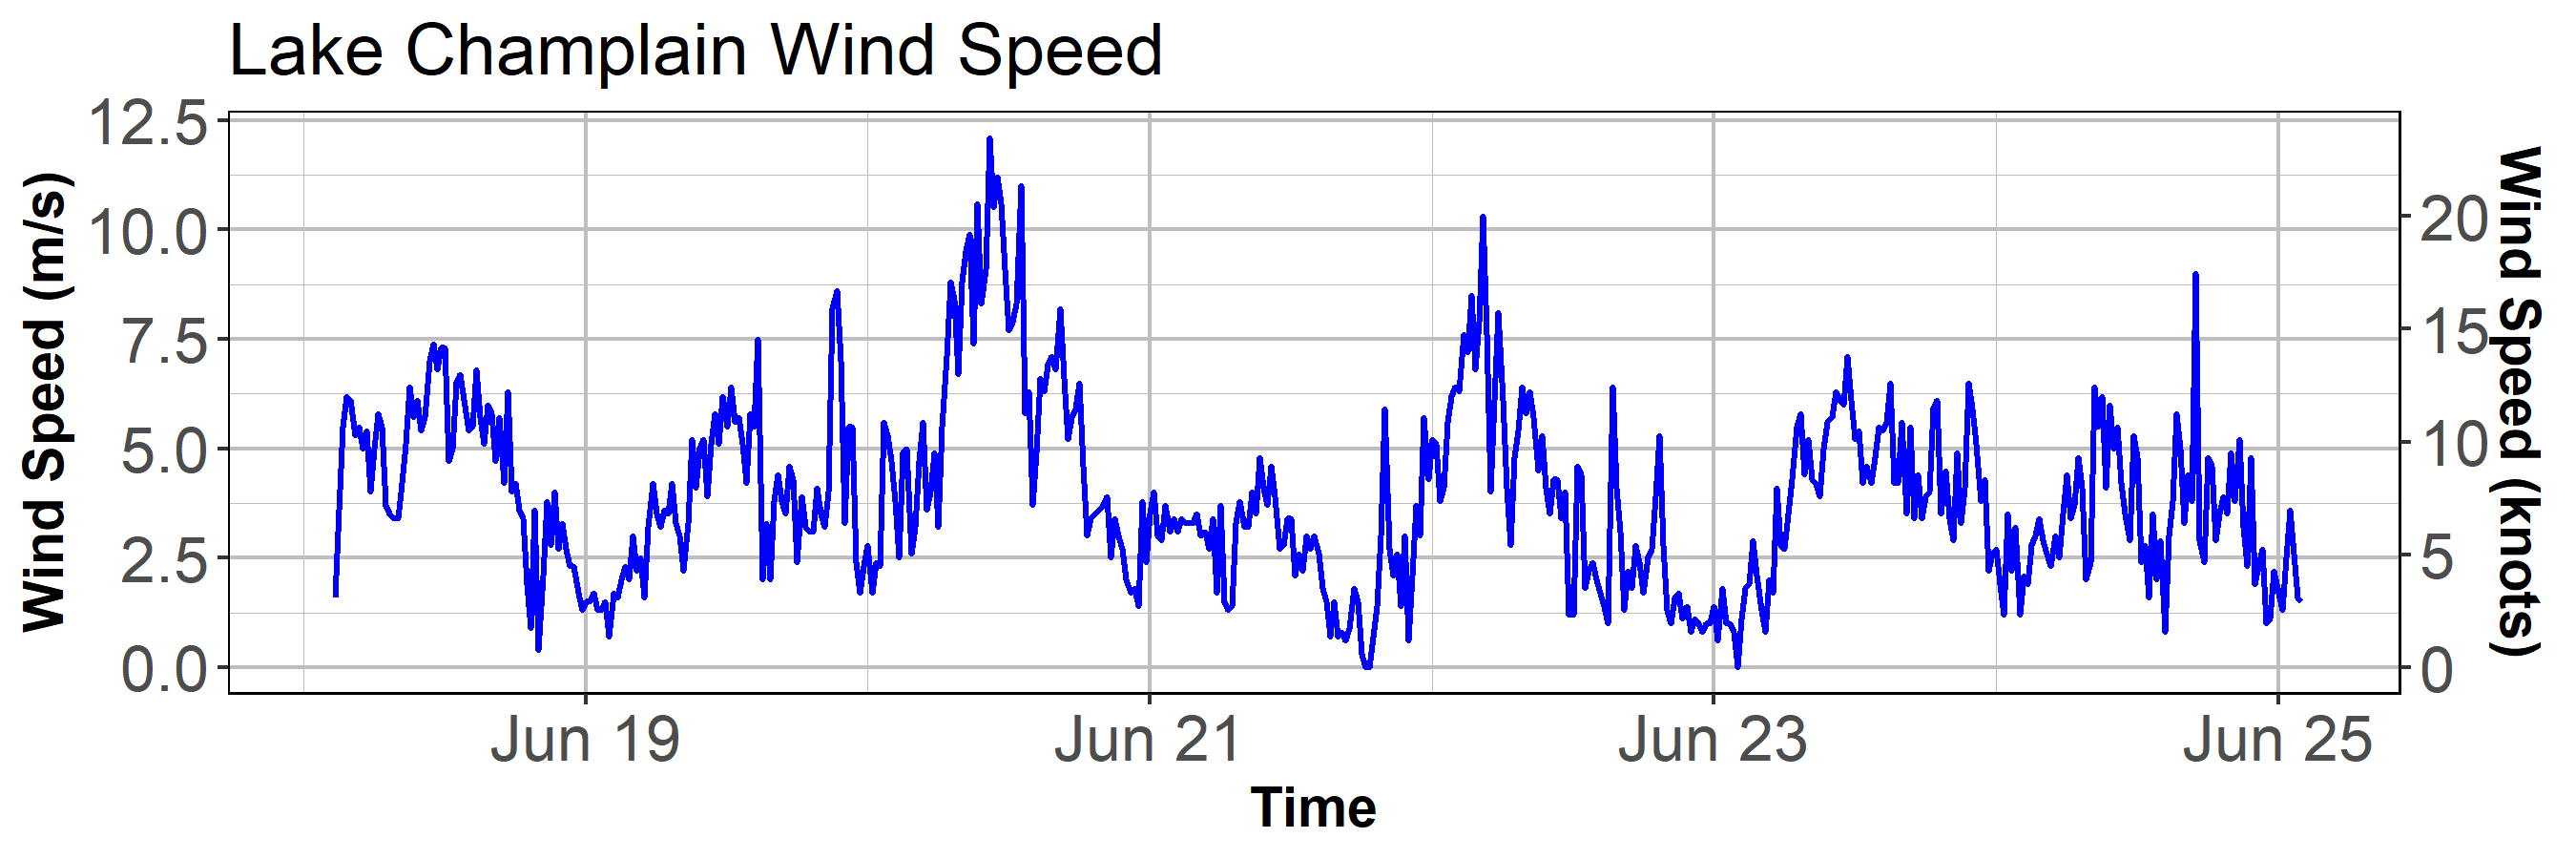 Lake Champlain Wind Speed
Wind Speed (m/s)
12.5
10.0
7.5
5.0
2.5
0.0
Wind Speed (knots)
20
15
10
5
0
Jun 19
Jun 21
Jun 23
Jun 25
Time